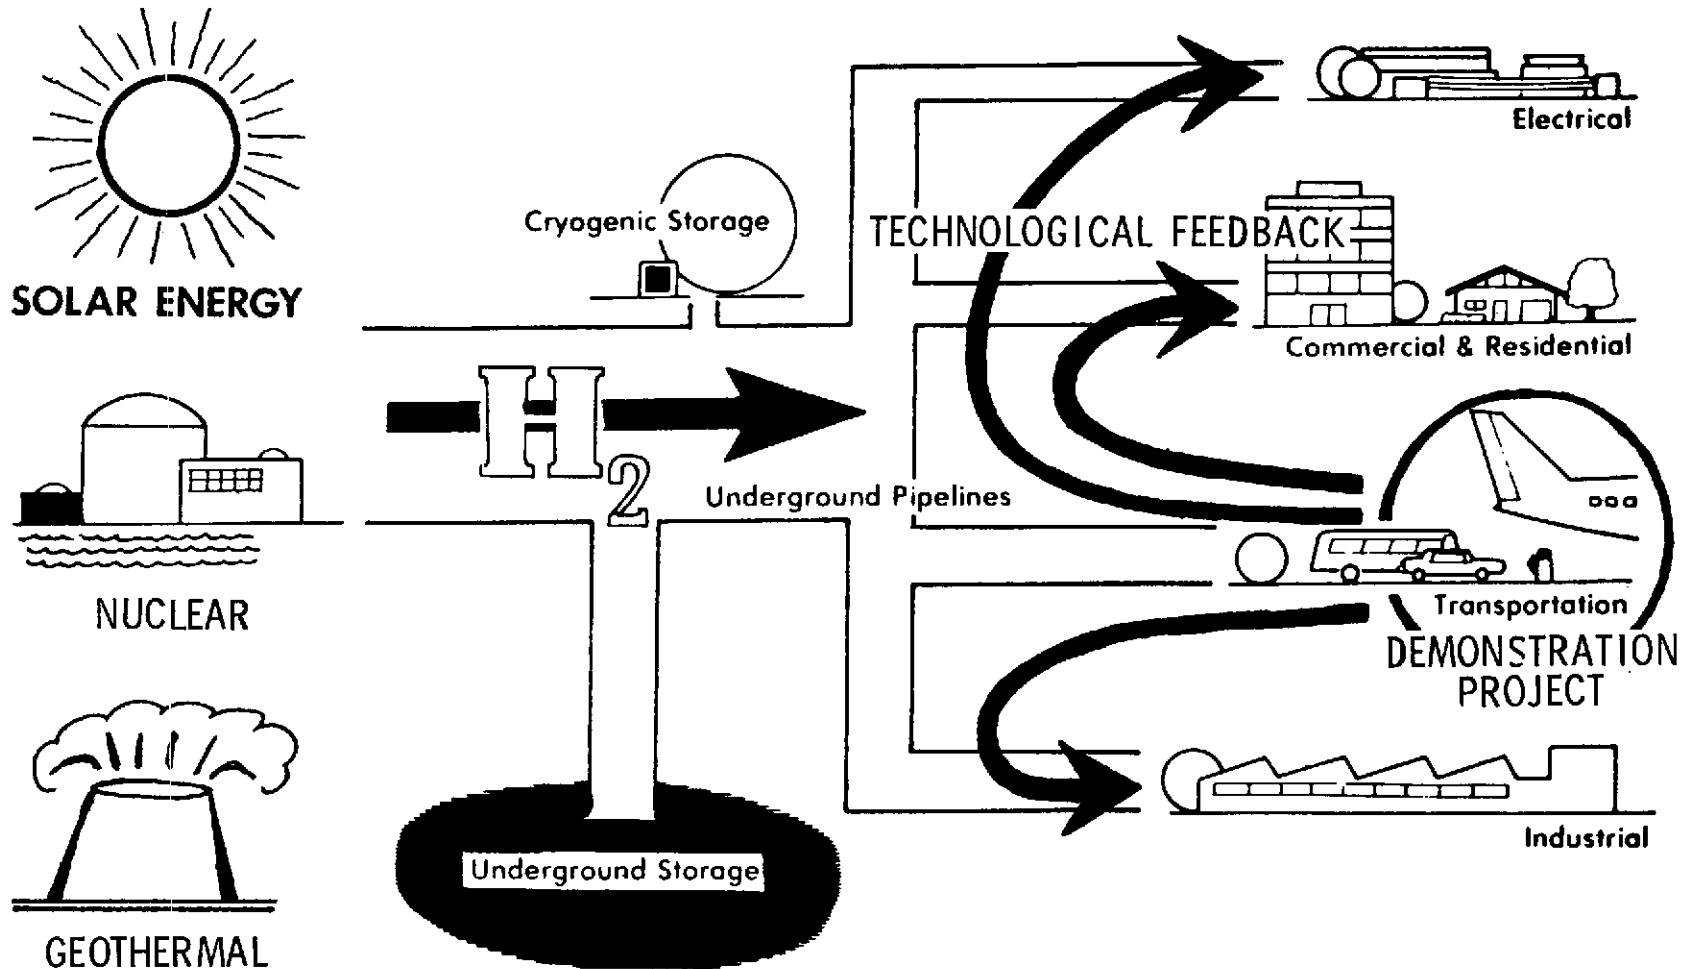 SOLAR ENERGY
NUCLEAR
GEOTHERMAL
Cryogenic Storage
H2
Underground Pipelines
Underground Storage
TECHNOLOGICAL FEEDBACK
Electrical
Commercial & Residential
Transportation
DEMONSTRATION
PROJECT
Industrial